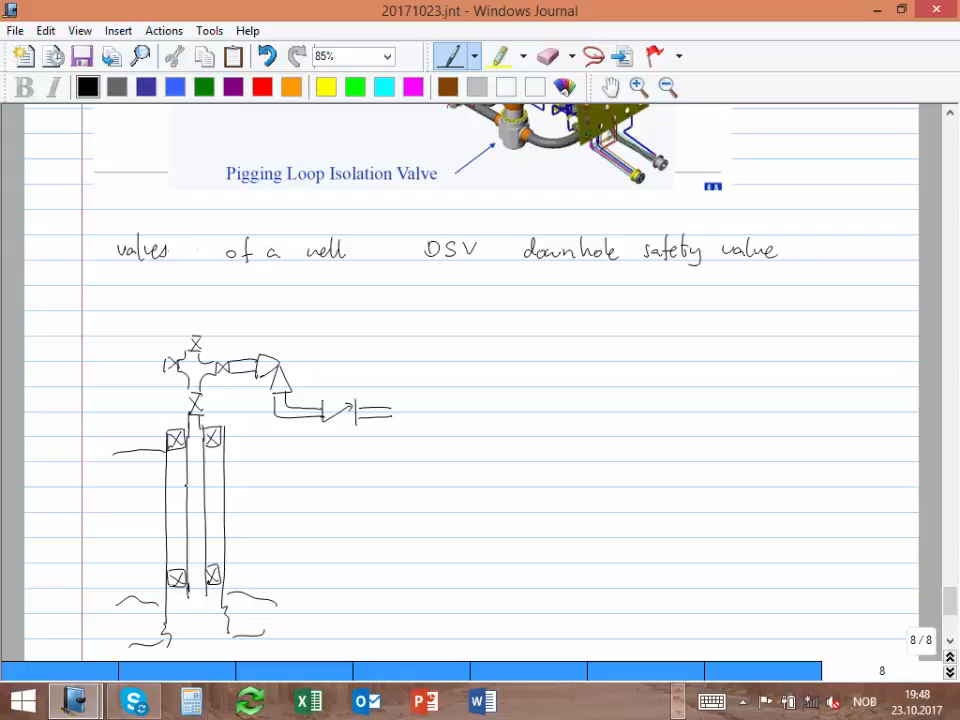 20171023.jnt - Windows Journal
File Edit View Insert Actions Tools Help
85%
B I
Pigging Loop Isolation Valve
valves of a well DSV downhole safety valve
8 / 8
8
NOB
19:48
23.10.2017